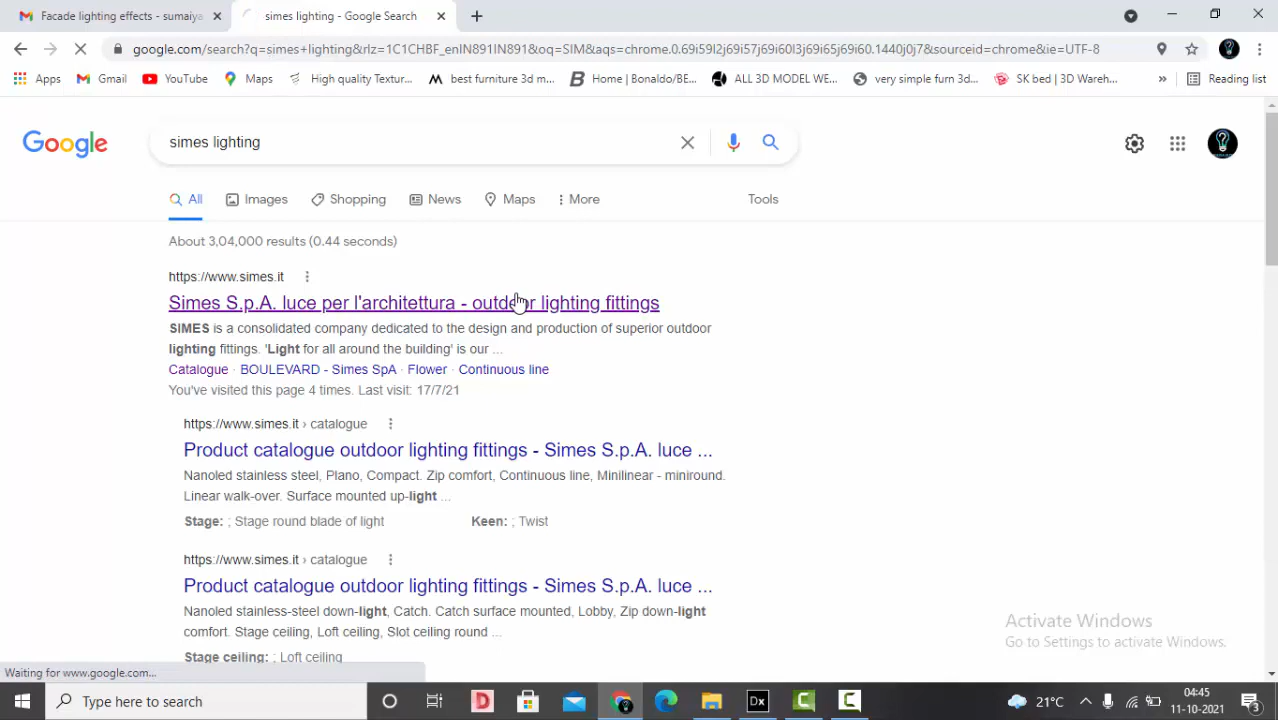 Facade lighting effects - sumaiya
simes lighting - Google Search
google.com/search?q=simes+lighting&rlz=1C1CHBF_enIN891IN891&oq=SIM&aqs=chrome.0.69i59l2j69i57j69i60l3j69i65j69i60.1440j0j7&sourceid=chrome&ie=UTF-8
Apps Gmail YouTube Maps High quality Textur... best furniture 3d m... Home | Bonaldo/BE... ALL 3D MODEL WE... very simple furn 3d... SK bed | 3D Wareh... » Reading list
Google simes lighting
All Images Shopping News Maps More Tools
About 3,04,000 results (0.44 seconds)
https://www.simes.it
Simes S.p.A. luce per l'architettura - outdoor lighting fittings
SIMES is a consolidated company dedicated to the design and production of superior outdoor
lighting fittings. 'Light for all around the building' is our ...
Catalogue · BOULEVARD - Simes SpA · Flower · Continuous line
You've visited this page 4 times. Last visit: 17/7/21
https://www.simes.it › catalogue
Product catalogue outdoor lighting fittings - Simes S.p.A. luce ...
Nanoled stainless steel, Plano, Compact. Zip comfort, Continuous line, Minilinear - miniround.
Linear walk-over. Surface mounted up-light ...
Stage: ; Stage round blade of light Keen: ; Twist
https://www.simes.it › catalogue
Product catalogue outdoor lighting fittings - Simes S.p.A. luce ...
Nanoled stainless-steel down-light, Catch. Catch surface mounted, Lobby, Zip down-light
comfort. Stage ceiling, Loft ceiling, Slot ceiling round ...
Stage ceiling: ; Loft ceiling
Activate Windows
Go to Settings to activate Windows.
Waiting for www.google.com...
Type here to search
D
Dx
C
C
21°C
04:45
11-10-2021
3